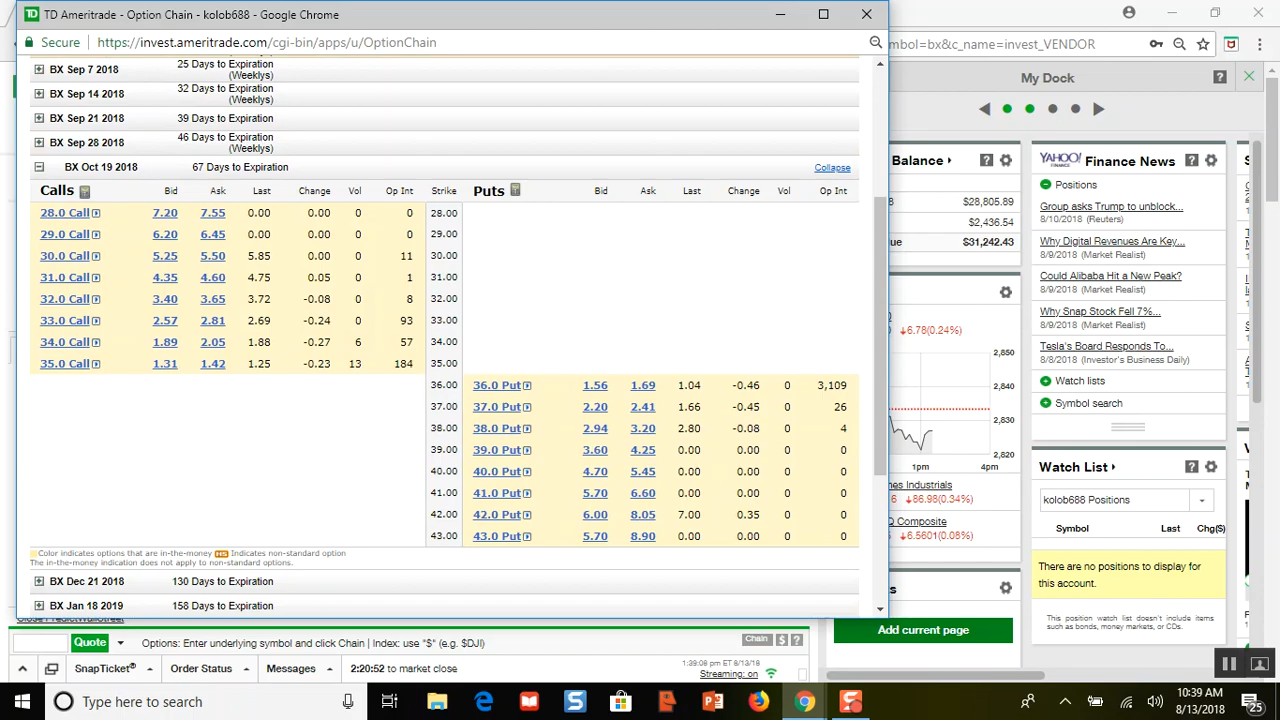 TD Ameritrade - Option Chain - kolob688 - Google Chrome
Secure https://invest.ameritrade.com/cgi-bin/apps/u/OptionChain
mbol=bx&c_name=invest_VENDOR
My Dock
BX Sep 7 2018 25 Days to Expiration (Weeklys)
BX Sep 14 2018 32 Days to Expiration (Weeklys)
BX Sep 21 2018 39 Days to Expiration
BX Sep 28 2018 46 Days to Expiration (Weeklys)
BX Oct 19 2018 67 Days to Expiration Collapse
Calls Bid Ask Last Change Vol Op Int Strike Puts Bid Ask Last Change Vol Op Int
28.0 Call 7.20 7.55 0.00 0.00 0 0 28.00
29.0 Call 6.20 6.45 0.00 0.00 0 0 29.00
30.0 Call 5.25 5.50 5.85 0.00 0 11 30.00
31.0 Call 4.35 4.60 4.75 0.05 0 1 31.00
32.0 Call 3.40 3.65 3.72 -0.08 0 8 32.00
33.0 Call 2.57 2.81 2.69 -0.24 0 93 33.00
34.0 Call 1.89 2.05 1.88 -0.27 6 57 34.00
35.0 Call 1.31 1.42 1.25 -0.23 13 184 35.00
36.00 36.0 Put 1.56 1.69 1.04 -0.46 0 3,109
37.00 37.0 Put 2.20 2.41 1.66 -0.45 0 26
38.00 38.0 Put 2.94 3.20 2.80 -0.08 0 4
39.00 39.0 Put 3.60 4.25 0.00 0.00 0 0
40.00 40.0 Put 4.70 5.45 0.00 0.00 0 0
41.00 41.0 Put 5.70 6.60 0.00 0.00 0 0
42.00 42.0 Put 6.00 8.05 7.00 0.35 0 0
43.00 43.0 Put 5.70 8.90 0.00 0.00 0 0
Color indicates options that are in-the-money NS Indicates non-standard option
The in-the-money indication does not apply to non-standard options.
BX Dec 21 2018 130 Days to Expiration
BX Jan 18 2019 158 Days to Expiration
Balance
8 $28,805.89
$2,436.54
ue $31,242.43
6.78(0.24%)
2,850
2,840
2,830
2,820
1pm 4pm
nes Industrials
6 86.98(0.34%)
Q Composite
6.5601(0.08%)
s
Add current page
YAHOO! FINANCE Finance News
Positions
Group asks Trump to unblock...
8/10/2018 (Reuters)
Why Digital Revenues Are Key...
8/9/2018 (Market Realist)
Could Alibaba Hit a New Peak?
8/9/2018 (Market Realist)
Why Snap Stock Fell 7%...
8/9/2018 (Market Realist)
Tesla's Board Responds To...
8/8/2018 (Investor's Business Daily)
Watch lists
Symbol search
Watch List
kolob688 Positions
Symbol Last Chg($)
There are no positions to display for
this account.
This position watch list doesn't include items
such as bonds, money markets, or CDs.
Quote Options: Enter underlying symbol and click Chain | Index: use "$" (e.g. $DJI) Chain $ ?
SnapTicket® Order Status Messages 2:20:52 to market close
1:39:08 pm ET 8/13/18
Streaming: on
Type here to search
10:39 AM
8/13/2018
25